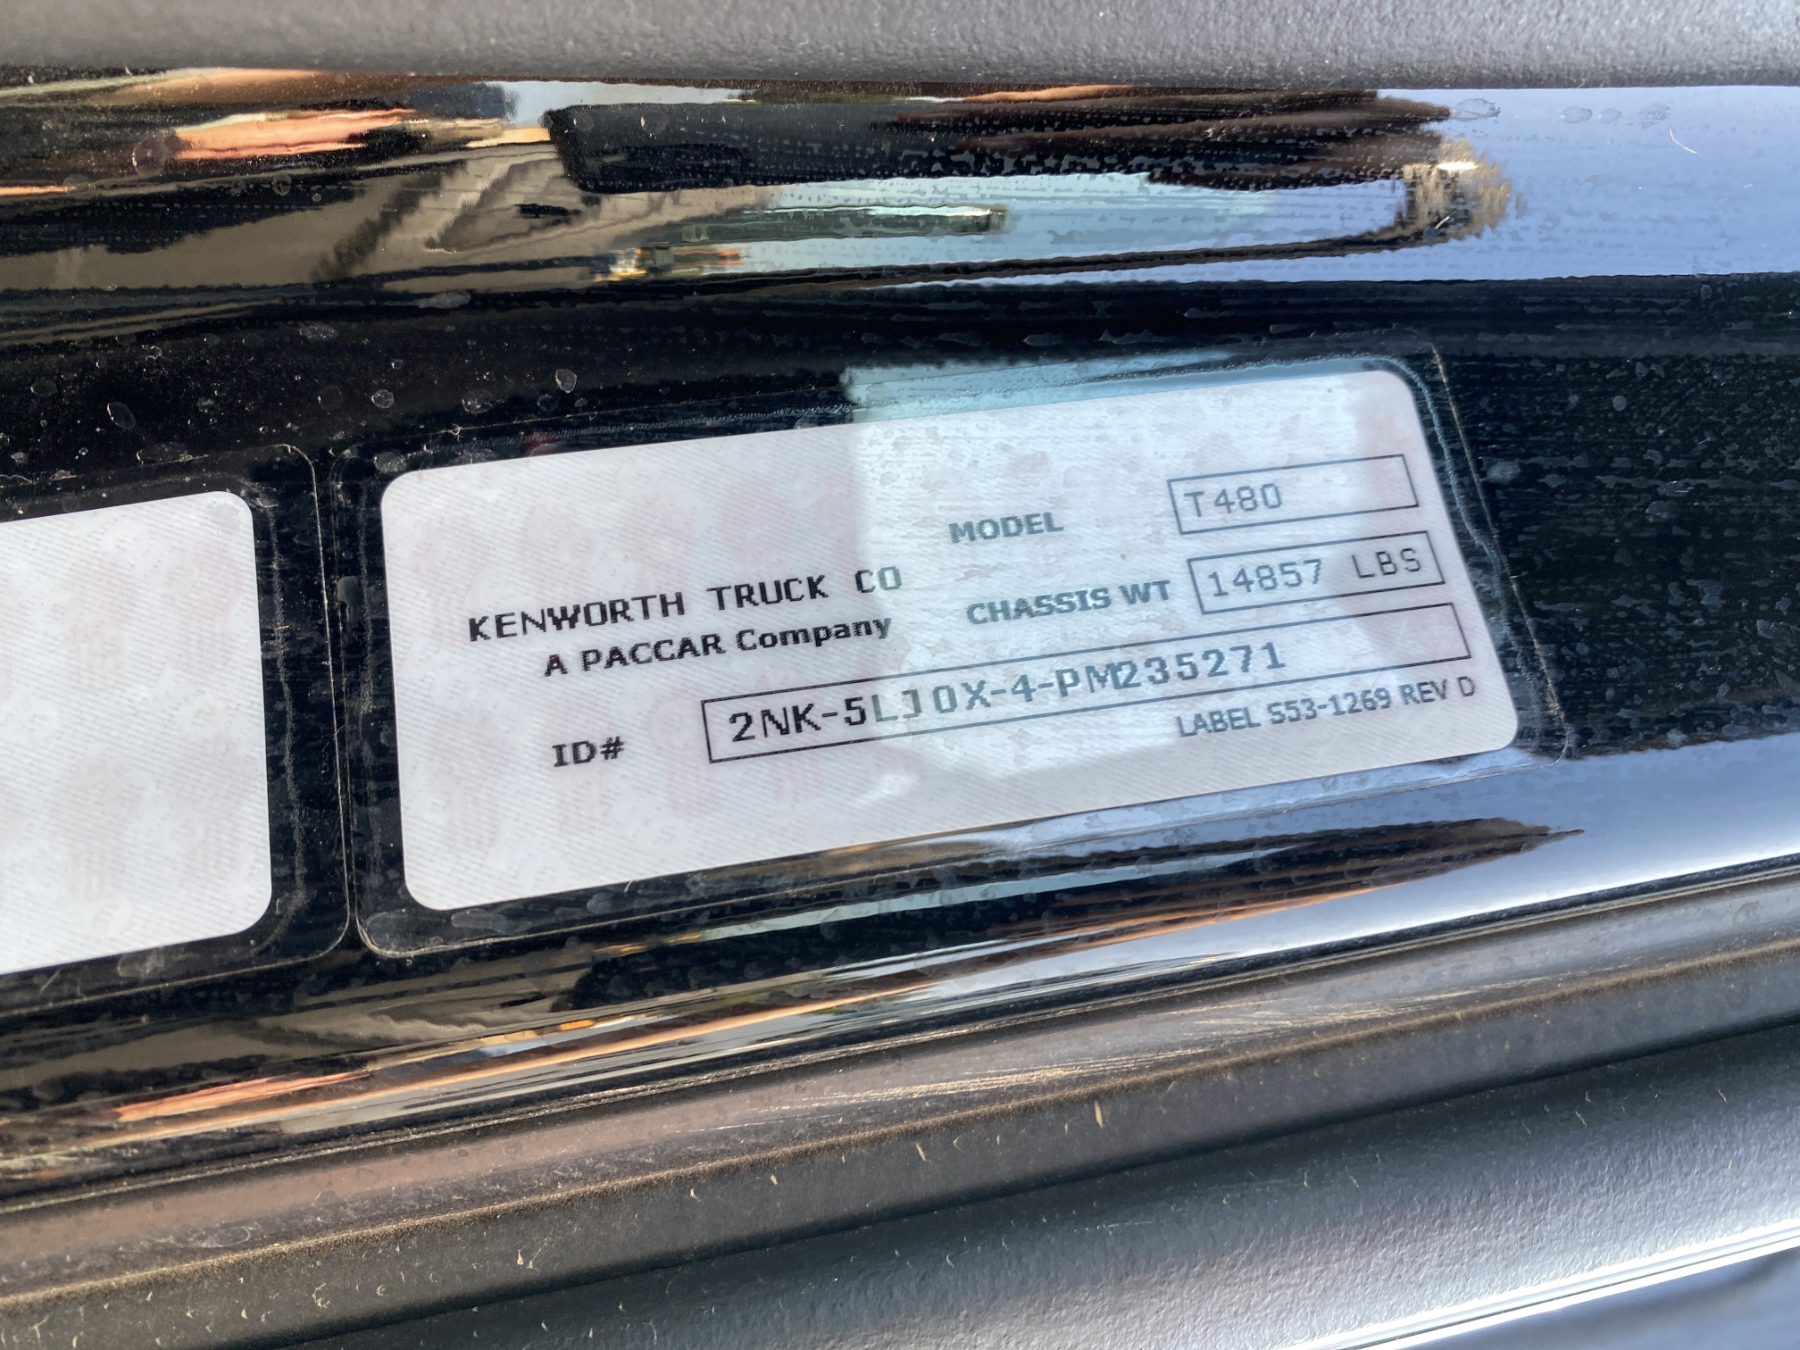 KENWORTH TRUCK CO
A PACCAR Company
MODEL T480
CHASSIS WT 14857 LBS
ID# 2NK-5LJ0X-4-PM235271
LABEL S53-1269 REV D